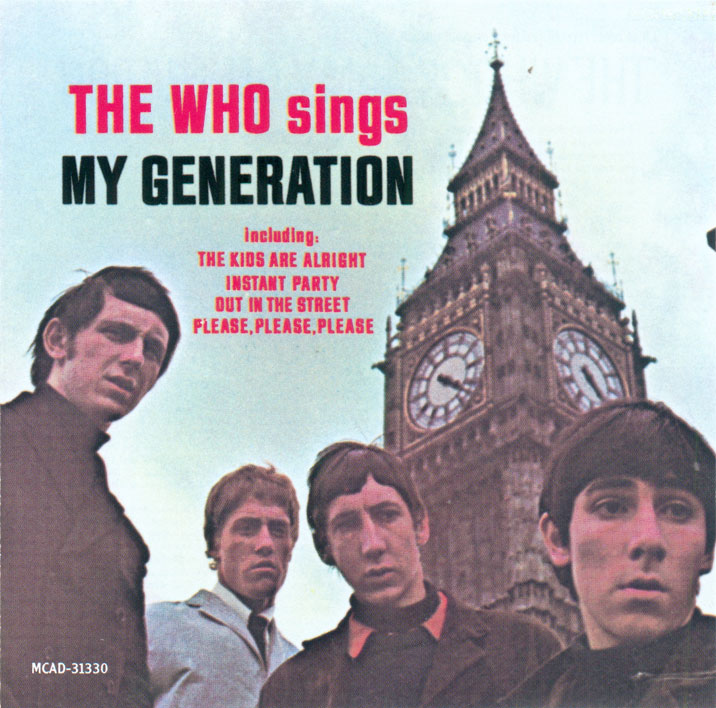 THE WHO sings
MY GENERATION
including:
THE KIDS ARE ALRIGHT
INSTANT PARTY
OUT IN THE STREET
PLEASE, PLEASE, PLEASE
MCAD-31330